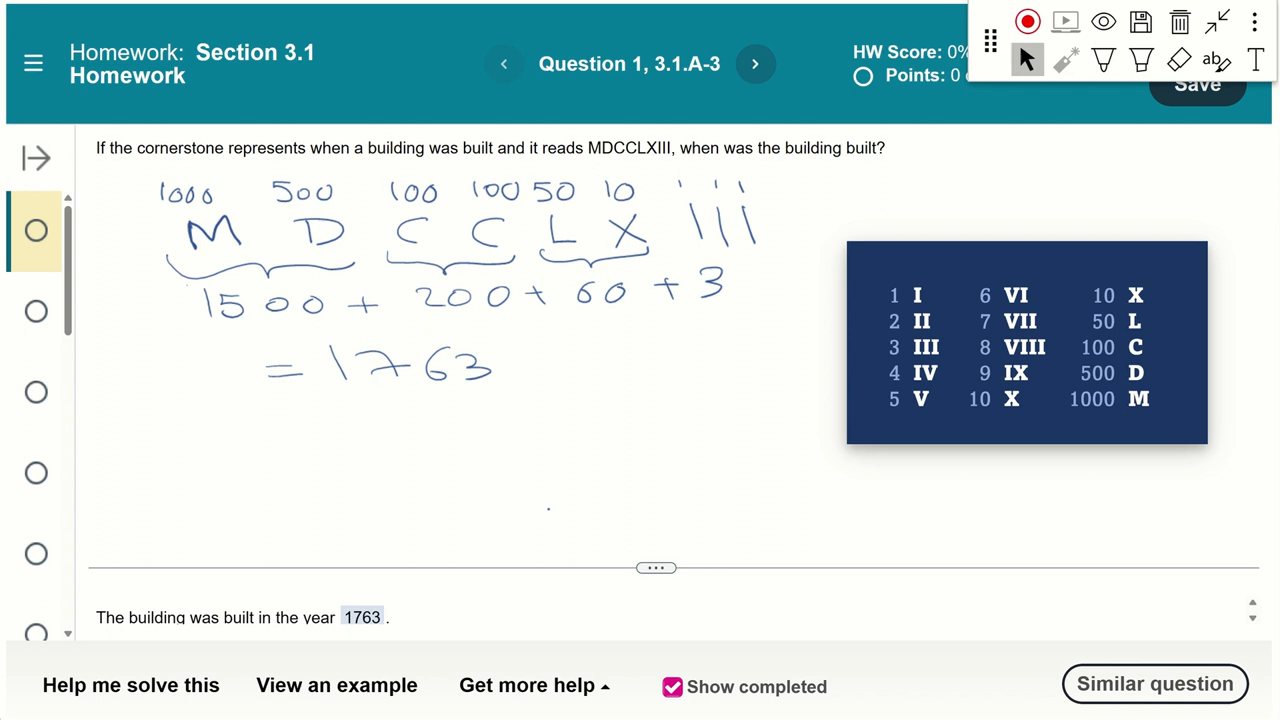 Homework: Section 3.1
Homework
Question 1, 3.1.A-3
HW Score: 0%
Points: 0
Save
If the cornerstone represents when a building was built and it reads MDCCLXIII, when was the building built?
1000 500 100 100 50 10 ' ' '
M D C C L X I I I
1500 + 200 + 60 + 3
= 1763
1 I 6 VI 10 X
2 II 7 VII 50 L
3 III 8 VIII 100 C
4 IV 9 IX 500 D
5 V 10 X 1000 M
The building was built in the year 1763.
Help me solve this View an example Get more help Show completed Similar question